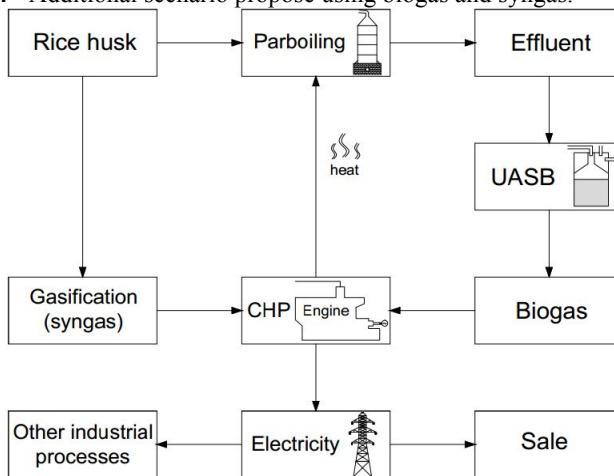 Additional scenario propose using biogas and syngas.
Rice husk
Parboiling
Effluent
heat
UASB
Gasification
(syngas)
CHP
Engine
Biogas
Other industrial
processes
Electricity
Sale